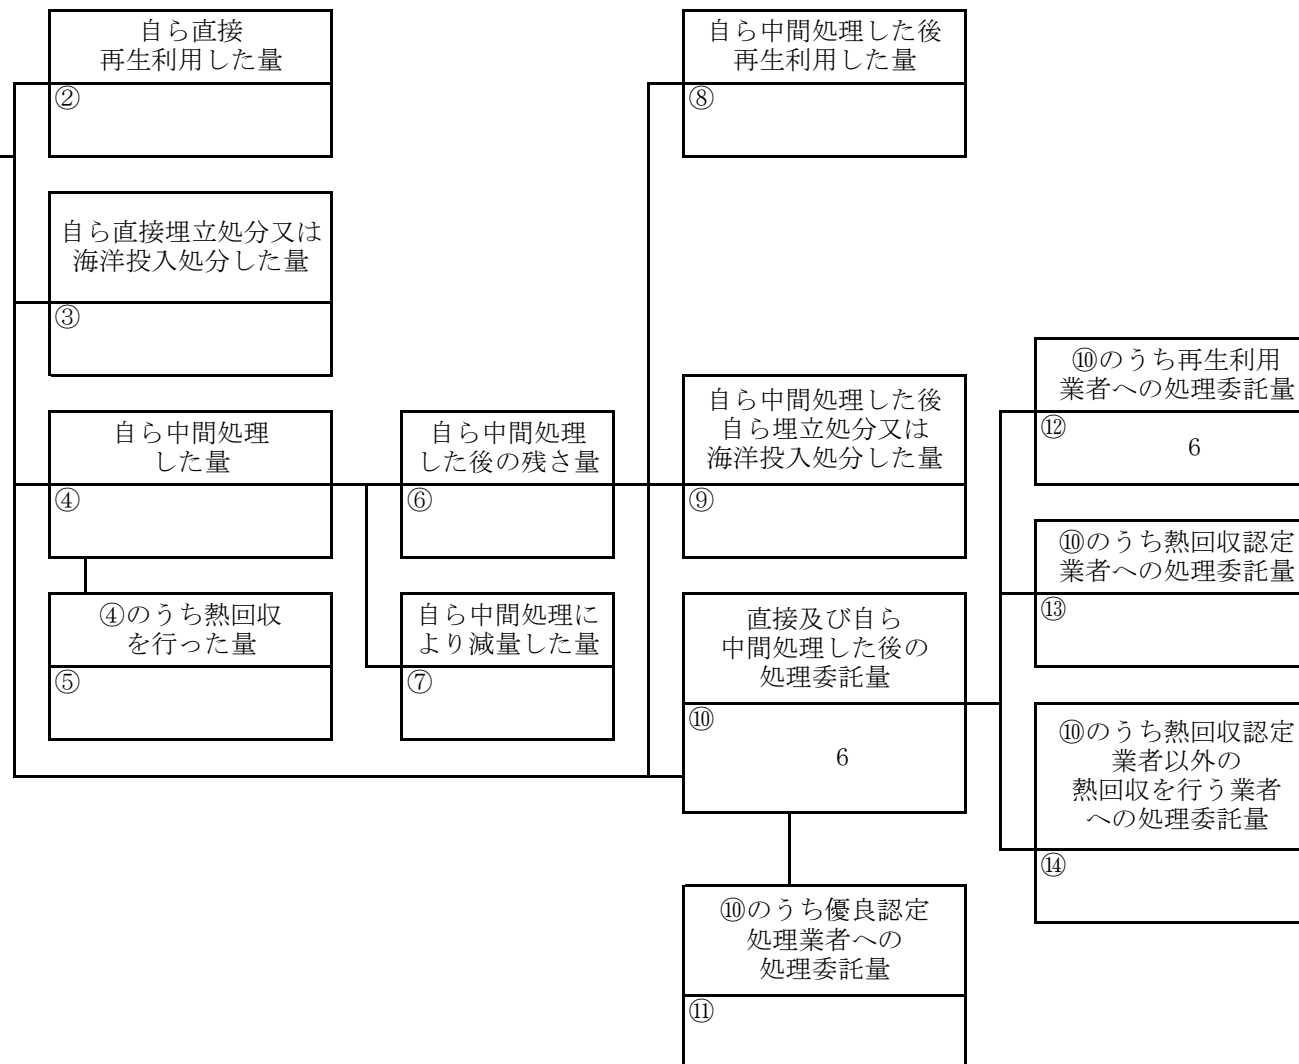 自ら直接
再生利用した量
②
自ら直接埋立処分又は
海洋投入処分した量
③
自ら中間処理
した量
④
④のうち熱回収
を行った量
⑤
自ら中間処理
した後の残さ量
⑥
自ら中間処理に
より減量した量
⑦
自ら中間処理した後
再生利用した量
⑧
自ら中間処理した後
自ら埋立処分又は
海洋投入処分した量
⑨
直接及び自ら
中間処理した後の
処理委託量
⑩
6
⑩のうち優良認定
処理業者への
処理委託量
⑪
⑩のうち再生利用
業者への処理委託量
⑫
6
⑩のうち熱回収認定
業者への処理委託量
⑬
⑩のうち熱回収認定
業者以外の
熱回収を行う業者
への処理委託量
⑭